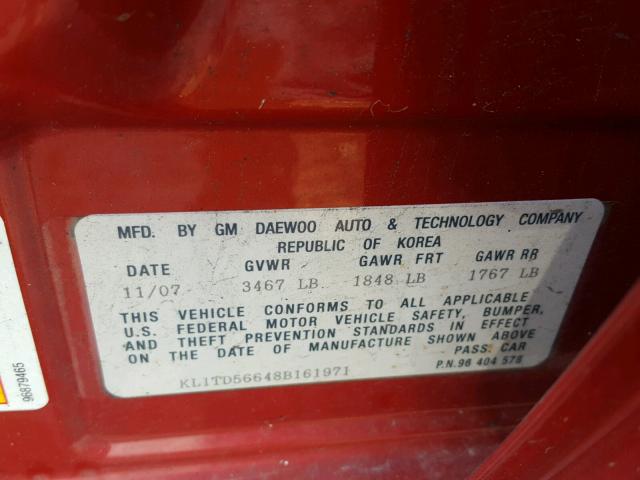 MFD. BY GM DAEWOO AUTO & TECHNOLOGY COMPANY
REPUBLIC OF KOREA
DATE GVWR GAWR FRT GAWR RR
11/07 3467 LB 1848 LB 1767 LB
THIS VEHICLE CONFORMS TO ALL APPLICABLE
U.S. FEDERAL MOTOR VEHICLE SAFETY, BUMPER,
AND THEFT PREVENTION STANDARDS IN EFFECT
ON THE DATE OF MANUFACTURE SHOWN ABOVE
PASS. CAR
KL1TD56648B161971 P.N. 96 404 578
96879465